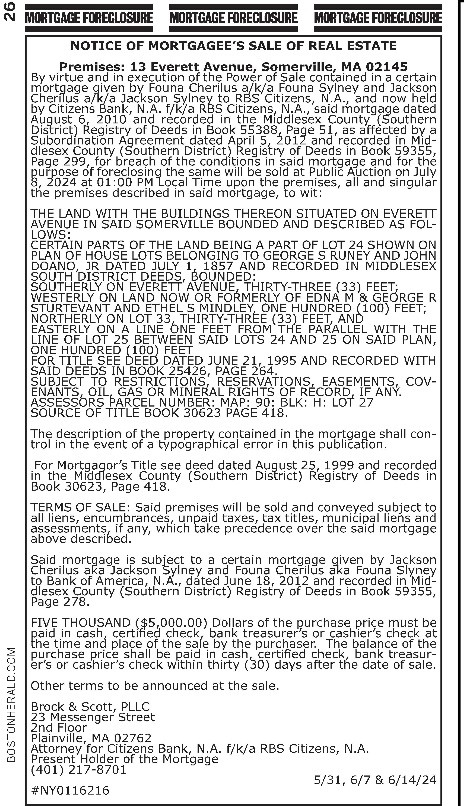 26
MORTGAGE FORECLOSURE MORTGAGE FORECLOSURE MORTGAGE FORECLOSURE
NOTICE OF MORTGAGEE'S SALE OF REAL ESTATE
Premises: 13 Everett Avenue, Somerville, MA 02145
By virtue and in execution of the Power of Sale contained in a certain
mortgage given by Founa Cherilus a/k/a Founa Sylney and Jackson
Cherilus a/k/a Jackson Sylney to RBS Citizens, N.A., and now held
by Citizens Bank, N.A. f/k/a RBS Citizens, N.A., said mortgage dated
August 6, 2010 and recorded in the Middlesex County (Southern
District) Registry of Deeds in Book 55388, Page 51, as affected by a
Subordination Agreement dated April 5, 2012 and recorded in Mid-
dlesex County (Southern District) Registry of Deeds in Book 59355,
Page 299, for breach of the conditions in said mortgage and for the
purpose of foreclosing the same will be sold at Public Auction on July
8, 2024 at 01:00 PM Local Time upon the premises, all and singular
the premises described in said mortgage, to wit:
THE LAND WITH THE BUILDINGS THEREON SITUATED ON EVERETT
AVENUE IN SAID SOMERVILLE BOUNDED AND DESCRIBED AS FOL-
LOWS:
CERTAIN PARTS OF THE LAND BEING A PART OF LOT 24 SHOWN ON
PLAN OF HOUSE LOTS BELONGING TO GEORGE S RUNEY AND JOHN
DOANO, JR DATED JULY 1, 1857 AND RECORDED IN MIDDLESEX
SOUTH DISTRICT DEEDS, BOUNDED:
SOUTHERLY ON EVERETT AVENUE, THIRTY-THREE (33) FEET;
WESTERLY ON LAND NOW OR FORMERLY OF EDNA M & GEORGE R
STURTEVANT AND ETHEL S MINDLEY, ONE HUNDRED (100) FEET;
NORTHERLY ON LOT 33, THIRTY-THREE (33) FEET, AND
EASTERLY ON A LINE ONE FEET FROM THE PARALLEL WITH THE
LINE OF LOT 25 BETWEEN SAID LOTS 24 AND 25 ON SAID PLAN,
ONE HUNDRED (100) FEET
FOR TITLE SEE DEED DATED JUNE 21, 1995 AND RECORDED WITH
SAID DEEDS IN BOOK 25426, PAGE 264.
SUBJECT TO RESTRICTIONS, RESERVATIONS, EASEMENTS, COV-
ENANTS, OIL, GAS OR MINERAL RIGHTS OF RECORD, IF ANY.
ASSESSORS PARCEL NUMBER: MAP: 90: BLK: H: LOT 27
SOURCE OF TITLE BOOK 30623 PAGE 418.
The description of the property contained in the mortgage shall con-
trol in the event of a typographical error in this publication.
For Mortgagor's Title see deed dated August 25, 1999 and recorded
in the Middlesex County (Southern District) Registry of Deeds in
Book 30623, Page 418.
TERMS OF SALE: Said premises will be sold and conveyed subject to
all liens, encumbrances, unpaid taxes, tax titles, municipal liens and
assessments, if any, which take precedence over the said mortgage
above described.
Said mortgage is subject to a certain mortgage given by Jackson
Cherilus aka Jackson Sylney and Founa Cherilus aka Founa Slyney
to Bank of America, N.A., dated June 18, 2012 and recorded in Mid-
dlesex County (Southern District) Registry of Deeds in Book 59355,
Page 278.
FIVE THOUSAND ($5,000.00) Dollars of the purchase price must be
paid in cash, certified check, bank treasurer's or cashier's check at
the time and place of the sale by the purchaser. The balance of the
purchase price shall be paid in cash, certified check, bank treasur-
er's or cashier's check within thirty (30) days after the date of sale.
Other terms to be announced at the sale.
Brock & Scott, PLLC
23 Messenger Street
2nd Floor
Plainville, MA 02762
Attorney for Citizens Bank, N.A. f/k/a RBS Citizens, N.A.
Present Holder of the Mortgage
(401) 217-8701
5/31, 6/7 & 6/14/24
#NY0116216
BOSTONHERALD.COM